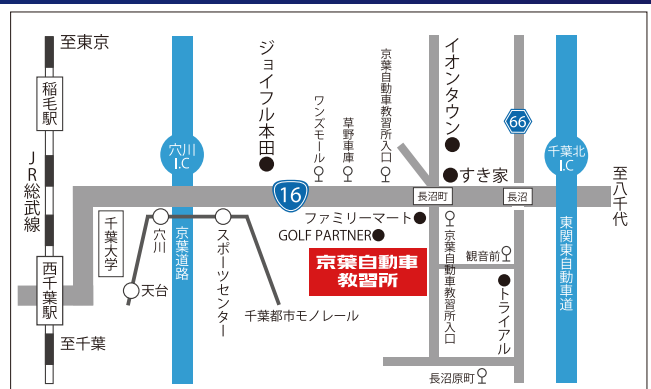 至東京
稲毛駅
JR総武線
西千葉駅
至千葉
千葉大学
穴川
I.C
京葉道路
穴川
天台
スポーツセンター
千葉都市モノレール
ジョイフル本田
16
ワンズモール
草野車庫
京葉自動車教習所入口
イオンタウン
すき家
長沼町
ファミリーマート
GOLF PARTNER
京葉自動車
教習所
京葉自動車教習所入口
66
長沼
観音前
トライアル
長沼原町
千葉北
I.C
東関東自動車道
至八千代